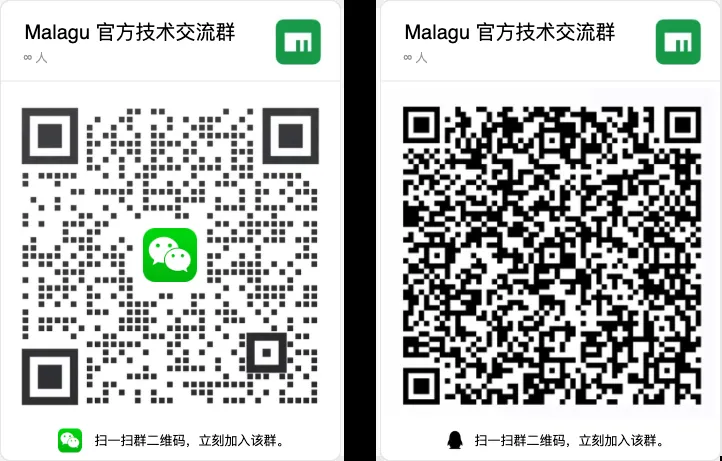 Malagu 官方技术交流群
∞ 人
扫一扫群二维码，立刻加入该群。
Malagu 官方技术交流群
∞ 人
扫一扫群二维码，立刻加入该群。